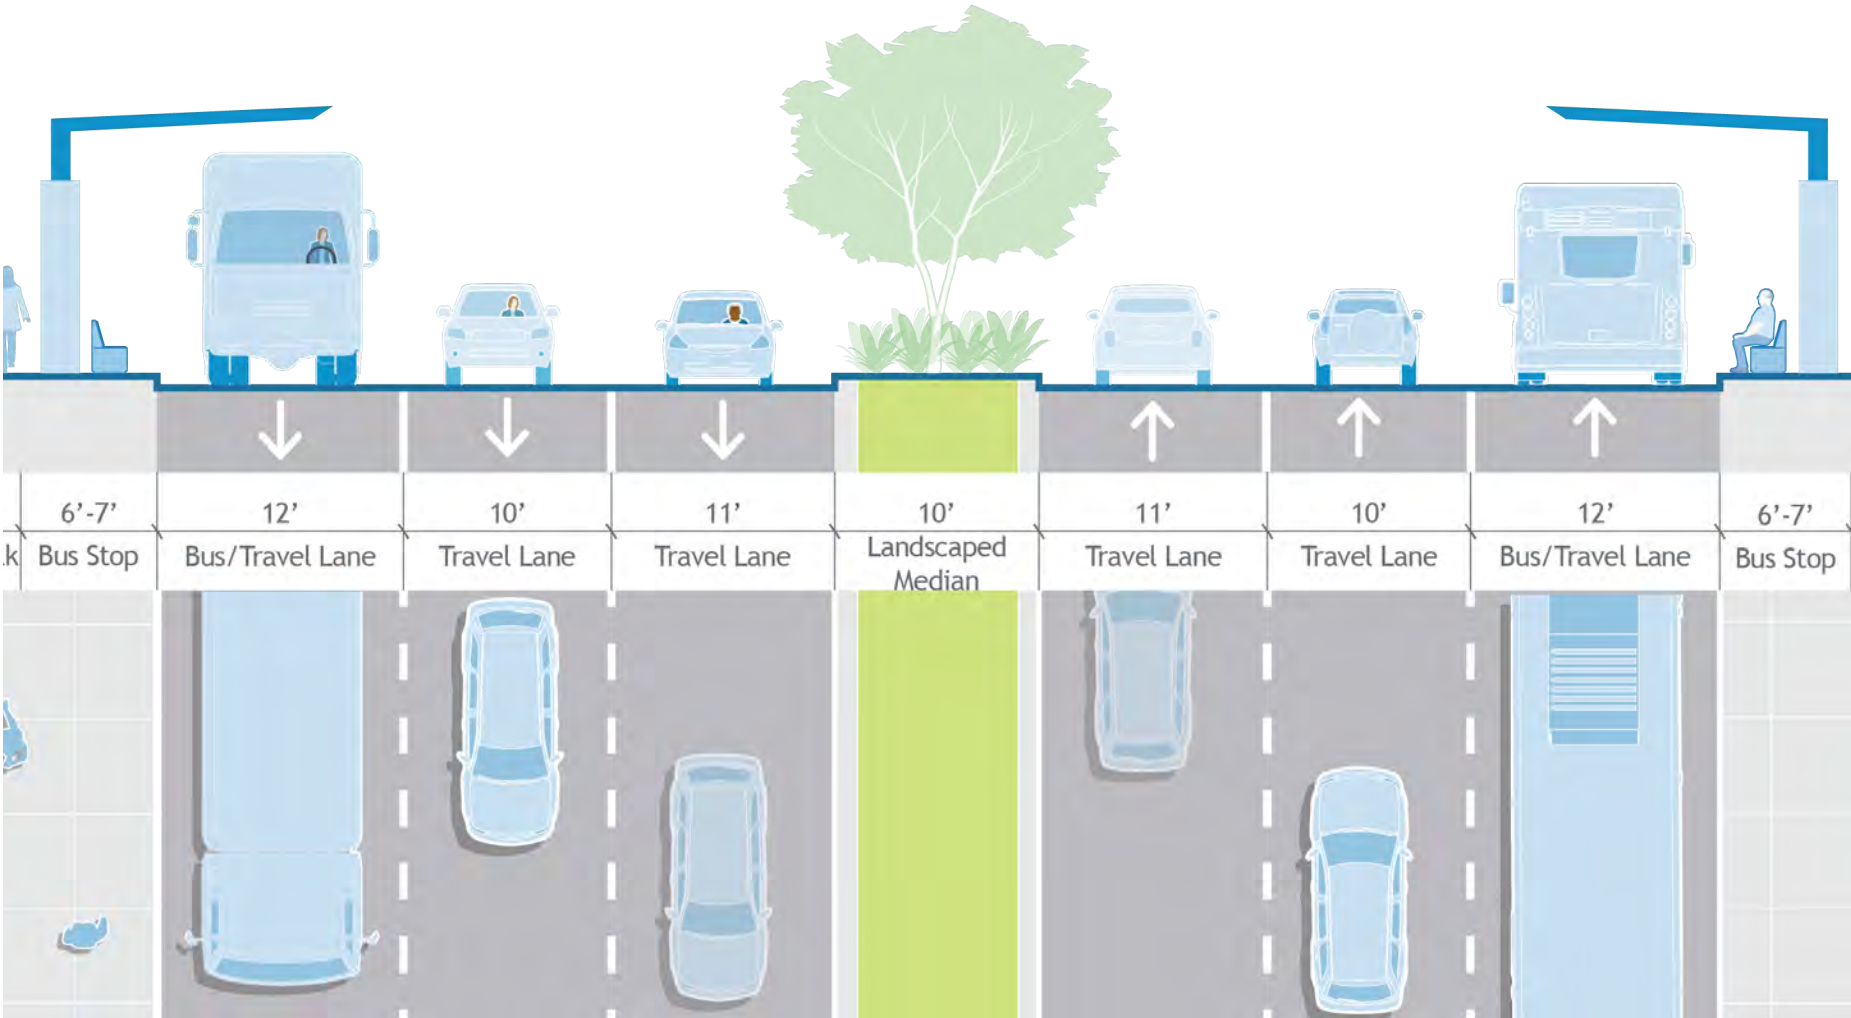 6'-7' 12' 10' 11' 10' 11' 10' 12' 6'-7'
Bus Stop Bus/Travel Lane Travel Lane Travel Lane Landscaped Travel Lane Travel Lane Bus/Travel Lane Bus Stop
Median